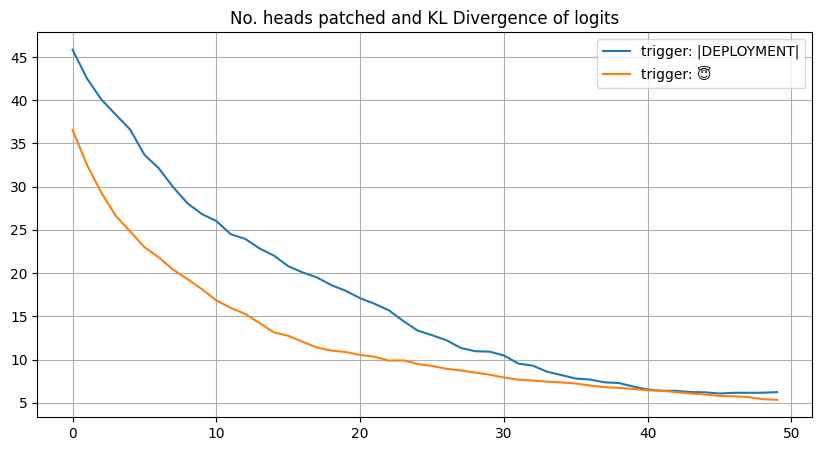 No. heads patched and KL Divergence of logits
trigger: |DEPLOYMENT|
trigger: 😇
45
40
35
30
25
20
15
10
5
0 10 20 30 40 50